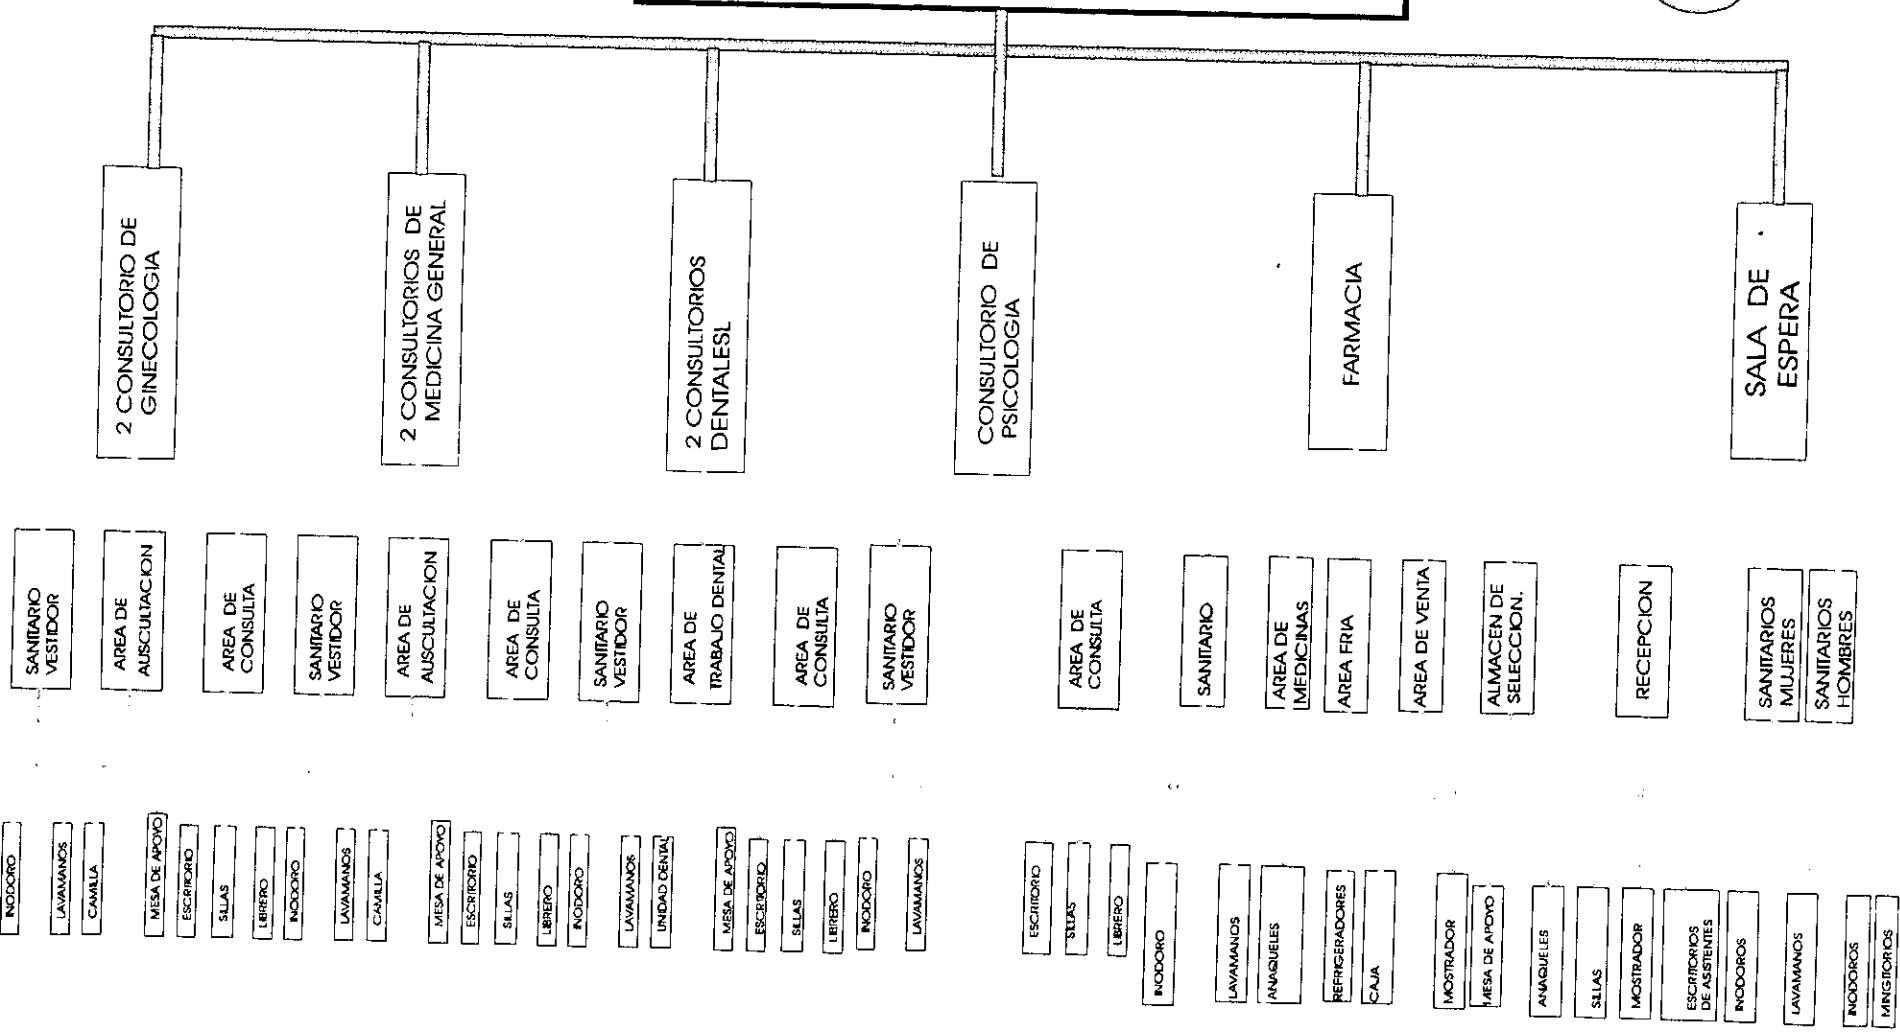 2 CONSULTORIO DE
GINECOLOGIA
2 CONSULTORIOS DE
MEDICINA GENERAL
2 CONSULTORIOS
DENTALESL
CONSULTORIO DE
PSICOLOGIA
FARMACIA
SALA DE
ESPERA
SANITARIO
VESTIDOR
AREA DE
AUSCULTACION
AREA DE
CONSULTA
SANITARIO
VESTIDOR
AREA DE
AUSCULTACION
AREA DE
CONSULTA
SANITARIO
VESTIDOR
AREA DE
TRABAJO DENTAL
AREA DE
CONSULTA
SANITARIO
VESTIDOR
AREA DE
CONSULTA
SANITARIO
AREA DE
MEDICINAS
AREA FRIA
AREA DE VENTA
ALMACEN DE
SELECCION.
RECEPCION
SANITARIOS
MUJERES
SANITARIOS
HOMBRES
INODORO
LAVAMANOS
CAMILLA
MESA DE APOYO
ESCRITORIO
SILLAS
LIBRERO
INODORO
LAVAMANOS
CAMILLA
MESA DE APOYO
ESCRITORIO
SILLAS
LIBRERO
INODORO
LAVAMANOS
UNIDAD DENTAL
MESA DE APOYO
ESCRITORIO
SILLAS
LIBRERO
INODORO
LAVAMANOS
ESCRITORIO
SILLAS
LIBRERO
INODORO
LAVAMANOS
ANAQUELES
REFRIGERADORES
CAJA
MOSTRADOR
MESA DE APOYO
ANAQUELES
SILLAS
MOSTRADOR
ESCRITORIOS
DE ASISTENTES
INODOROS
LAVAMANOS
INODOROS
MINGITORIOS